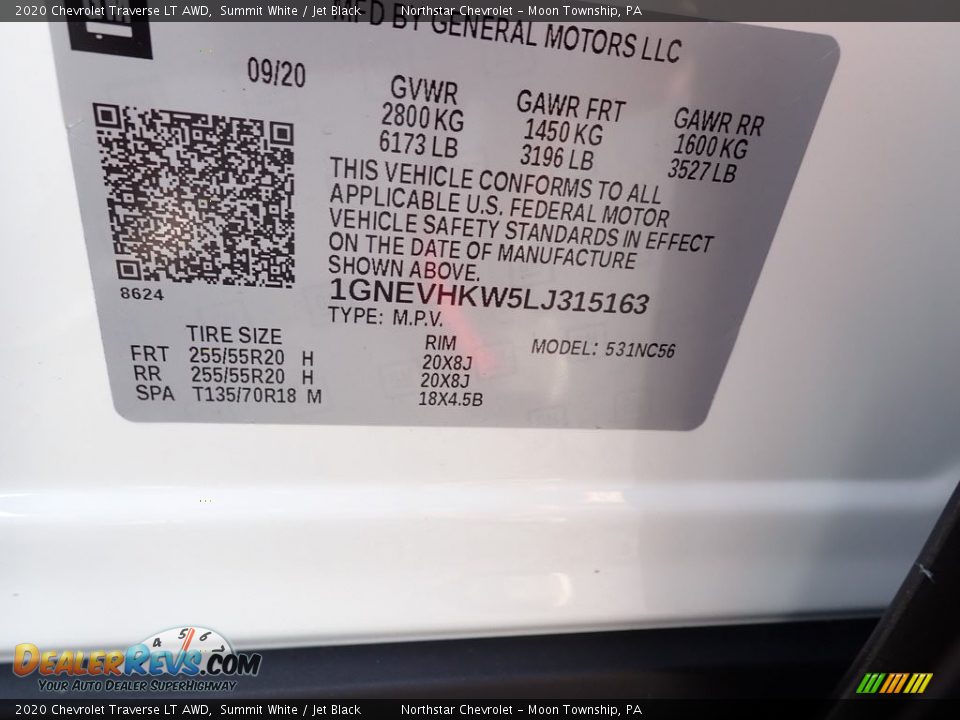 2020 Chevrolet Traverse LT AWD, Summit White / Jet Black Northstar Chevrolet - Moon Township, PA
MFD BY GENERAL MOTORS LLC
09/20
GVWR
2800 KG
6173 LB
GAWR FRT
1450 KG
3196 LB
GAWR RR
1600 KG
3527 LB
THIS VEHICLE CONFORMS TO ALL
APPLICABLE U.S. FEDERAL MOTOR
VEHICLE SAFETY STANDARDS IN EFFECT
ON THE DATE OF MANUFACTURE
SHOWN ABOVE.
8624
1GNEVHKW5LJ315163
TYPE: M.P.V.
TIRE SIZE RIM MODEL: 531NC56
FRT 255/55R20 H 20X8J
RR 255/55R20 H 20X8J
SPA T135/70R18 M 18X4.5B
4 5 6
DEALERREVS.COM
YOUR AUTO DEALER SUPERHIGHWAY
2020 Chevrolet Traverse LT AWD, Summit White / Jet Black Northstar Chevrolet - Moon Township, PA